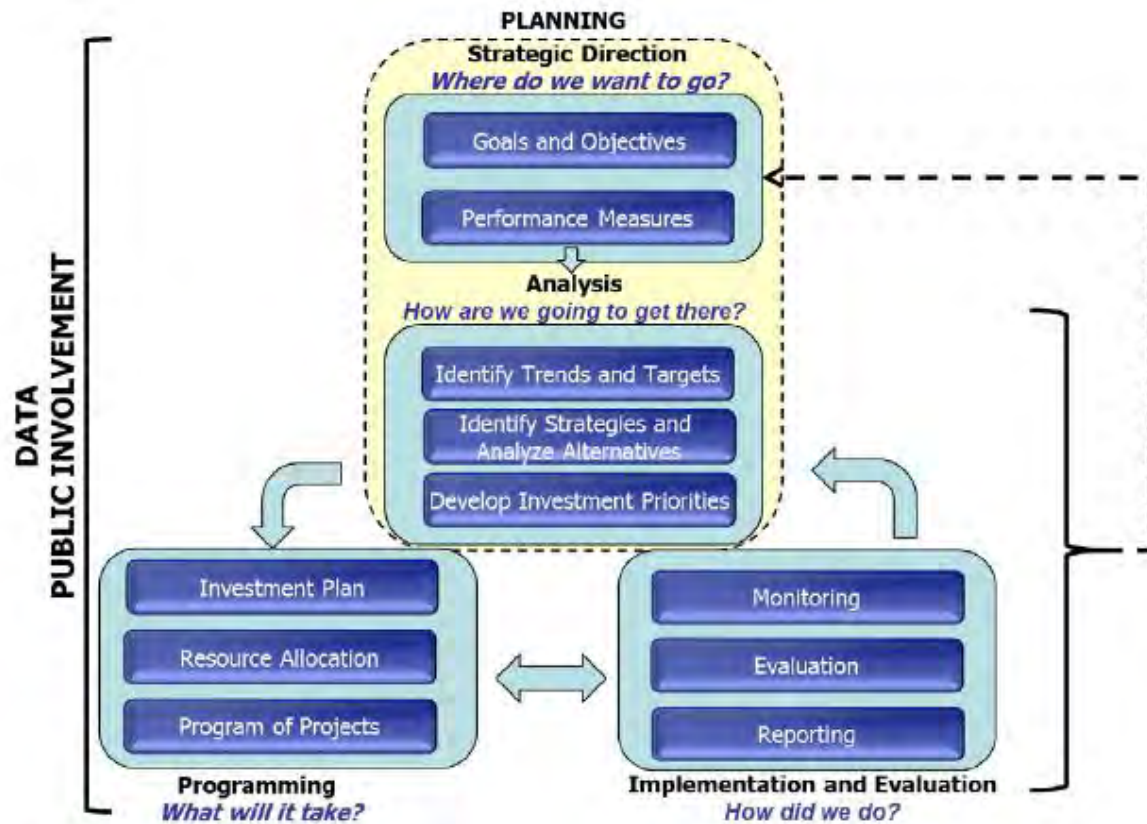 PLANNING
Strategic Direction
Where do we want to go?
Goals and Objectives
Performance Measures
Analysis
How are we going to get there?
Identify Trends and Targets
Identify Strategies and
Analyze Alternatives
Develop Investment Priorities
DATA
PUBLIC INVOLVEMENT
Investment Plan
Resource Allocation
Program of Projects
Programming
What will it take?
Monitoring
Evaluation
Reporting
Implementation and Evaluation
How did we do?